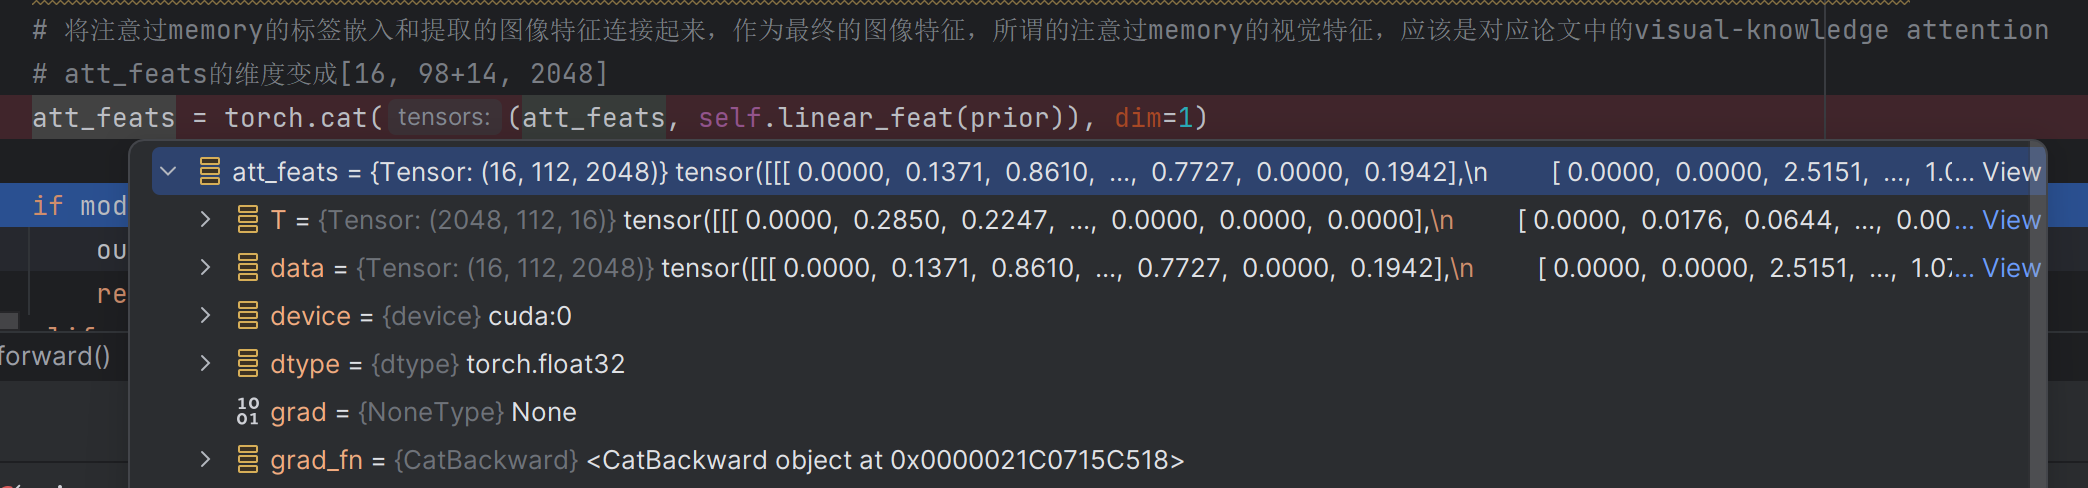 # 将注意过memory的标签嵌入和提取的图像特征连接起来，作为最终的图像特征，所谓的注意过memory的视觉特征，应该是对应论文中的visual-knowledge attention
# att_feats的维度变成[16, 98+14, 2048]
att_feats = torch.cat( tensors: (att_feats, self.linear_feat(prior)), dim=1)
att_feats = {Tensor: (16, 112, 2048)} tensor([[[ 0.0000, 0.1371, 0.8610, ..., 0.7727, 0.0000, 0.1942],\n [ 0.0000, 0.0000, 2.5151, ..., 1.0... View
if mod
T = {Tensor: (2048, 112, 16)} tensor([[[ 0.0000, 0.2850, 0.2247, ..., 0.0000, 0.0000, 0.0000],\n [ 0.0000, 0.0176, 0.0644, ..., 0.00... View
ou
data = {Tensor: (16, 112, 2048)} tensor([[[ 0.0000, 0.1371, 0.8610, ..., 0.7727, 0.0000, 0.1942],\n [ 0.0000, 0.0000, 2.5151, ..., 1.07... View
re
device = {device} cuda:0
forward()
dtype = {dtype} torch.float32
grad = {NoneType} None
grad_fn = {CatBackward} <CatBackward object at 0x0000021C0715C518>